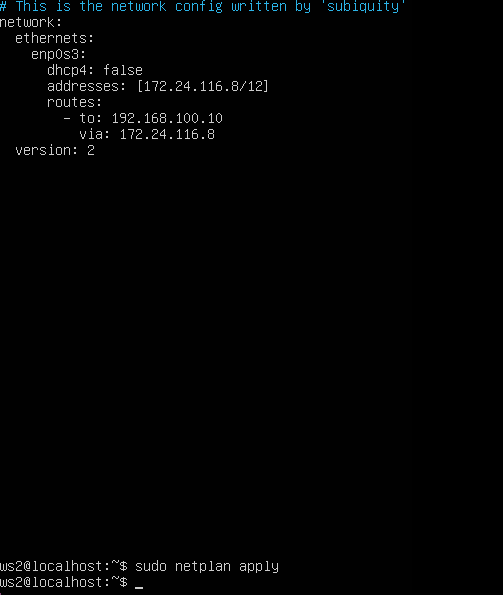 # This is the network config written by 'subiquity'
network:
  ethernets:
    enp0s3:
      dhcp4: false
      addresses: [172.24.116.8/12]
      routes:
        - to: 192.168.100.10
          via: 172.24.116.8
  version: 2
ws2@localhost:~$ sudo netplan apply
ws2@localhost:~$ _